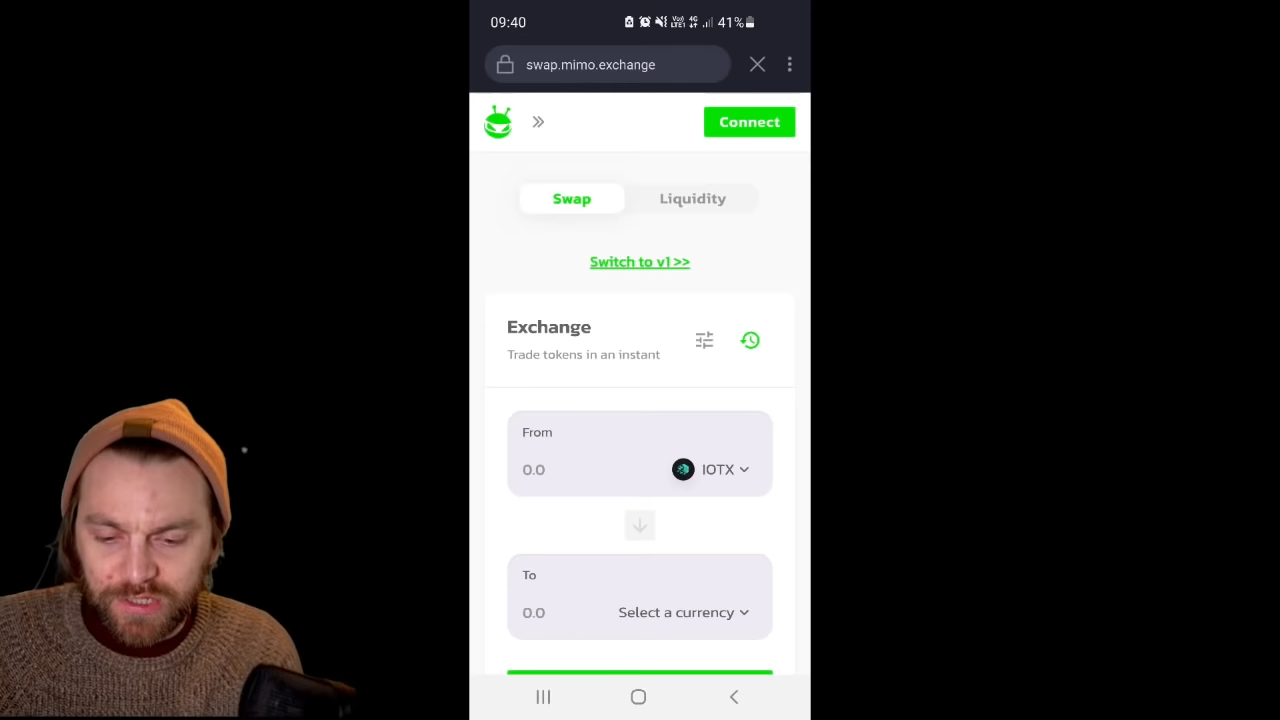 09:40
41%
swap.mimo.exchange
Connect
Swap Liquidity
Switch to v1 >>
Exchange
Trade tokens in an instant
From
0.0 IOTX
To
0.0 Select a currency